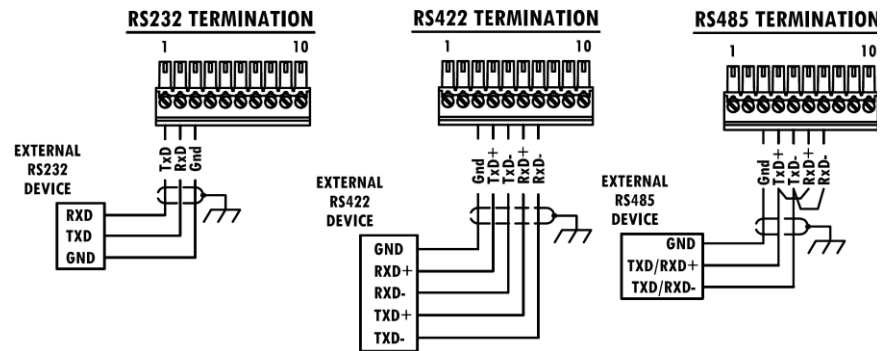 RS232 TERMINATION
1 10
TxD
RxD
Gnd
EXTERNAL
RS232
DEVICE
RXD
TXD
GND
RS422 TERMINATION
1 10
Gnd
TxD+
TxD-
RxD+
RxD-
EXTERNAL
RS422
DEVICE
GND
RXD+
RXD-
TXD+
TXD-
RS485 TERMINATION
1 10
Gnd
TxD+
TxD-
RxD+
RxD-
EXTERNAL
RS485
DEVICE
GND
TXD/RXD+
TXD/RXD-